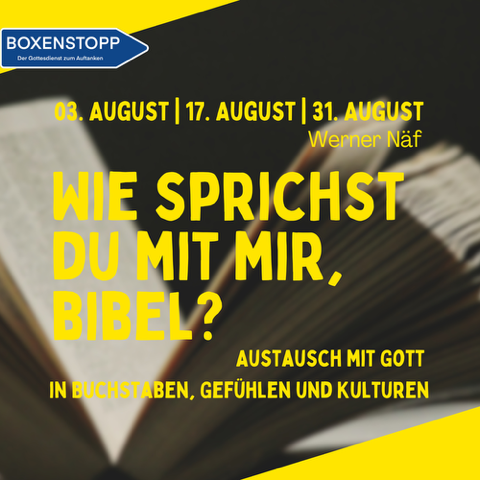 BOXENSTOPP
Der Gottesdienst zum Auftanken
03. AUGUST | 17. AUGUST | 31. AUGUST
Werner Näf
WIE SPRICHST
DU MIT MIR,
BIBEL?
AUSTAUSCH MIT GOTT
IN BUCHSTABEN, GEFÜHLEN UND KULTUREN